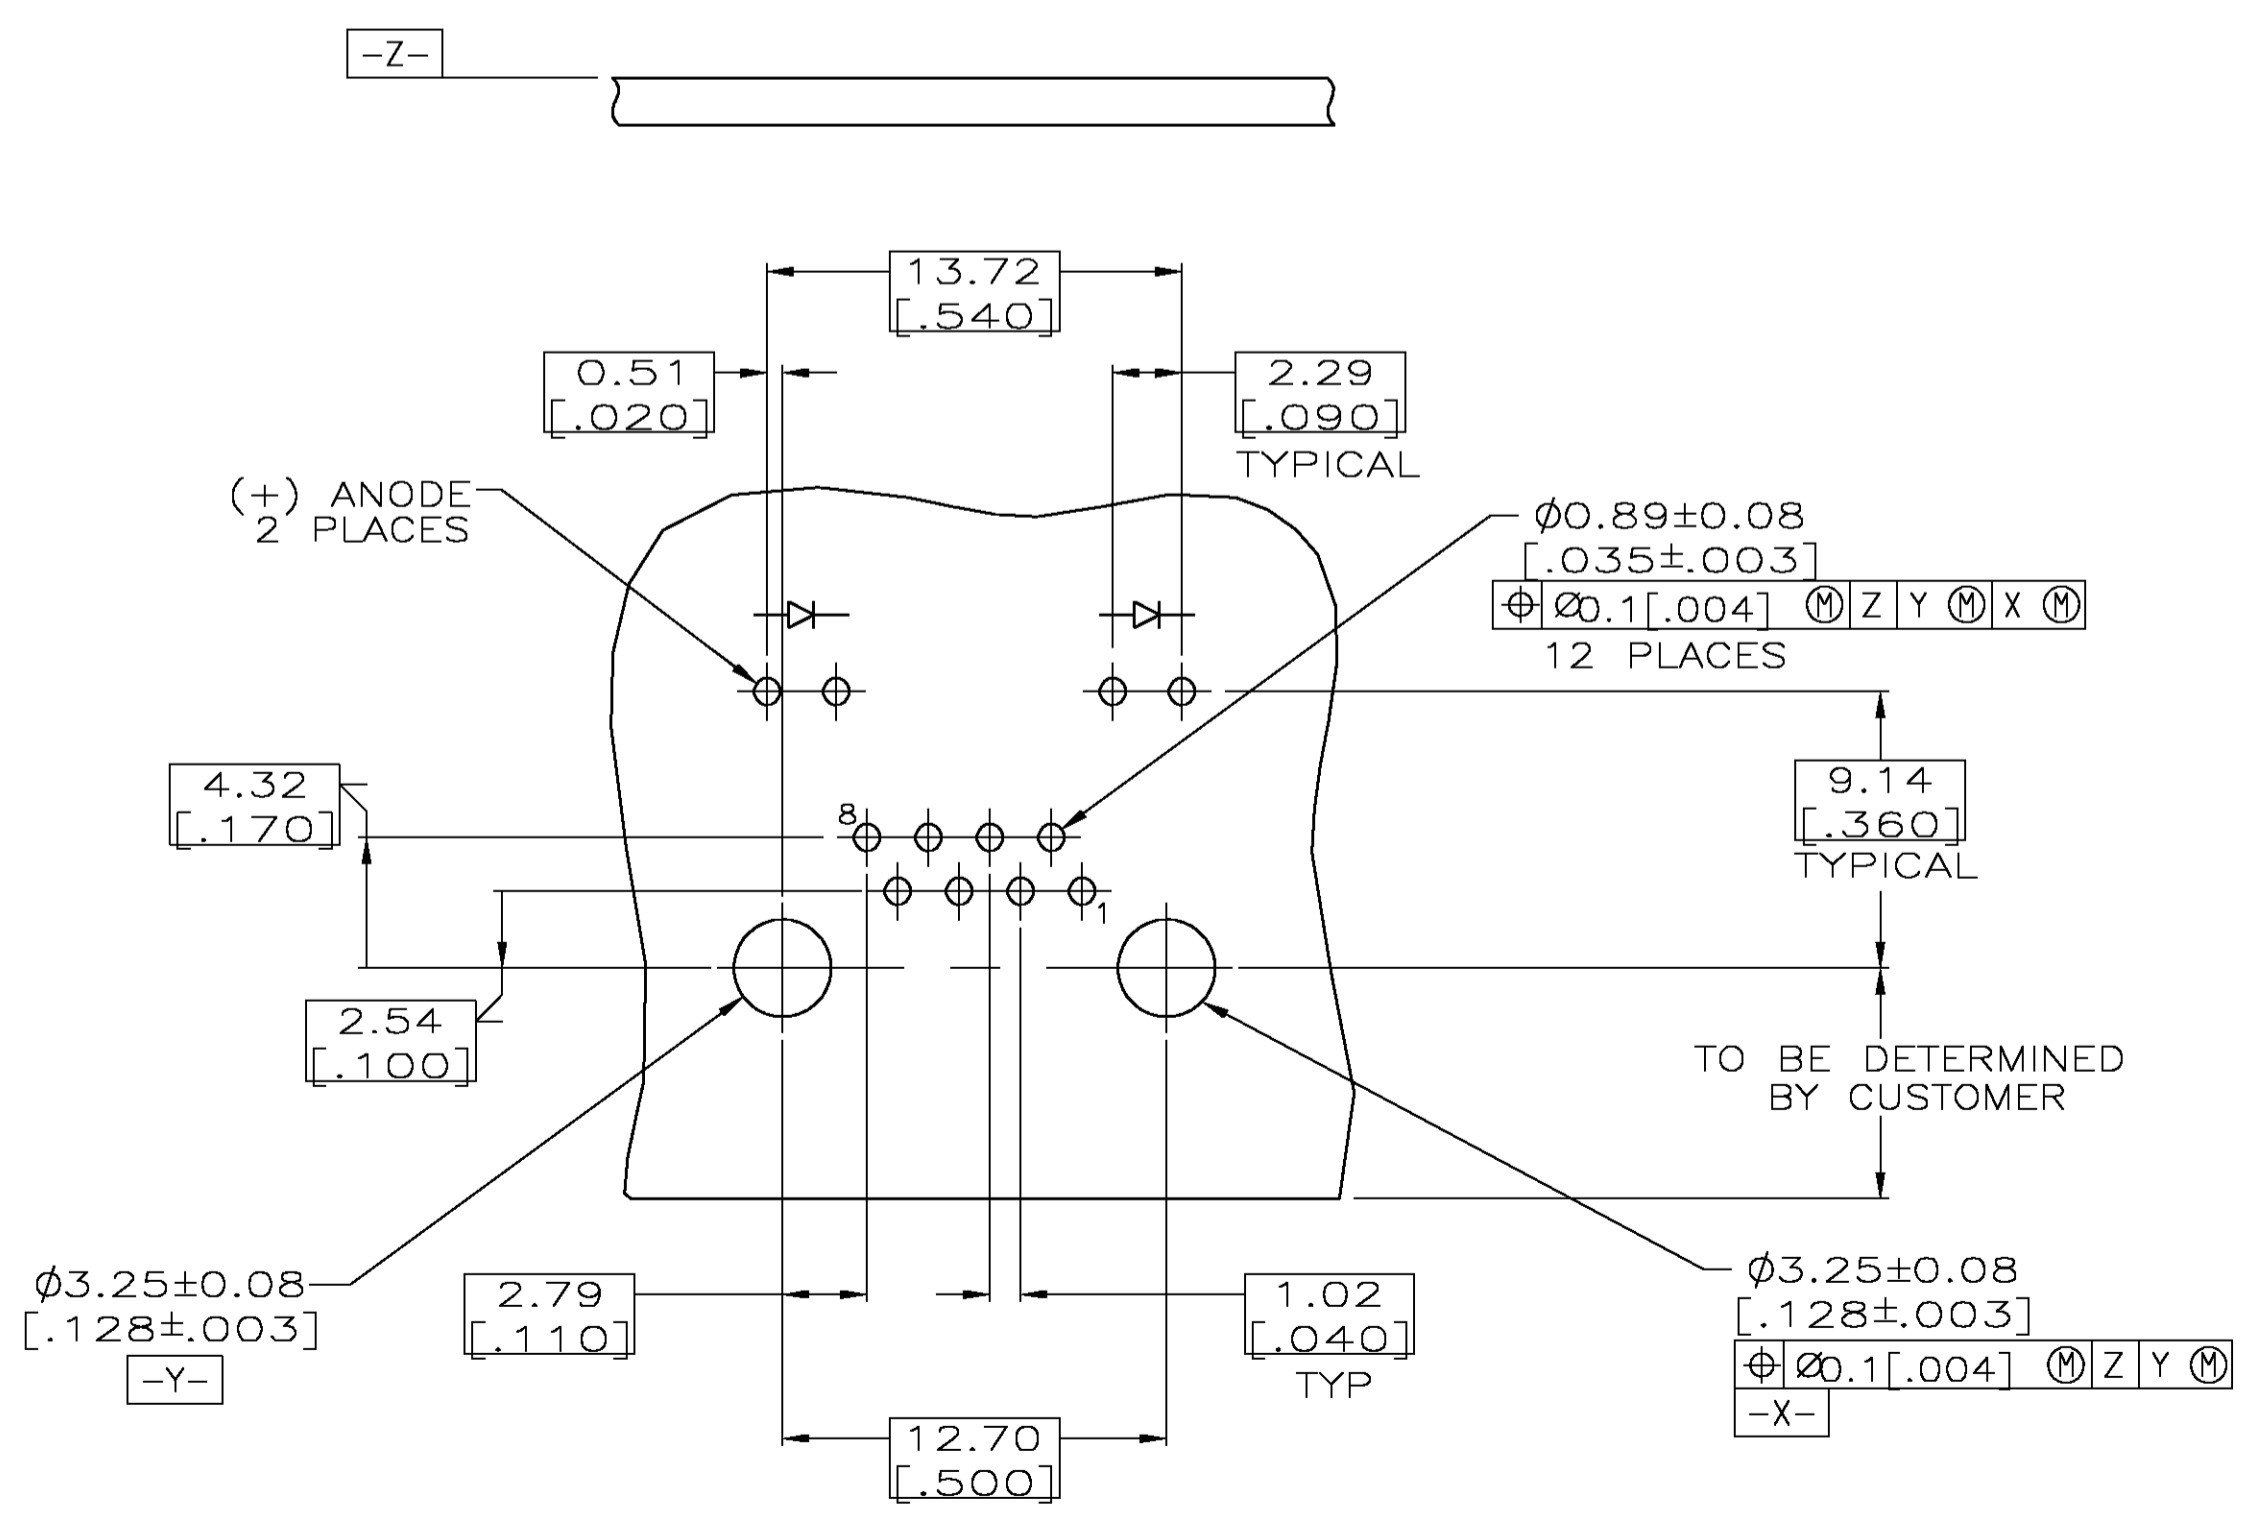 -Z-
13.72
[.540]
0.51
[.020]
2.29
[.090]
TYPICAL
(+) ANODE
2 PLACES
Ø0.89±0.08
[.035±.003]
⌖ Ø0.1[.004] Ⓜ Z Y Ⓜ X Ⓜ
12 PLACES
4.32
[.170]
9.14
[.360]
TYPICAL
8
1
2.54
[.100]
TO BE DETERMINED
BY CUSTOMER
Ø3.25±0.08
[.128±.003]
-Y-
2.79
[.110]
1.02
[.040]
TYP
Ø3.25±0.08
[.128±.003]
⌖ Ø0.1[.004] Ⓜ Z Y Ⓜ
-X-
12.70
[.500]